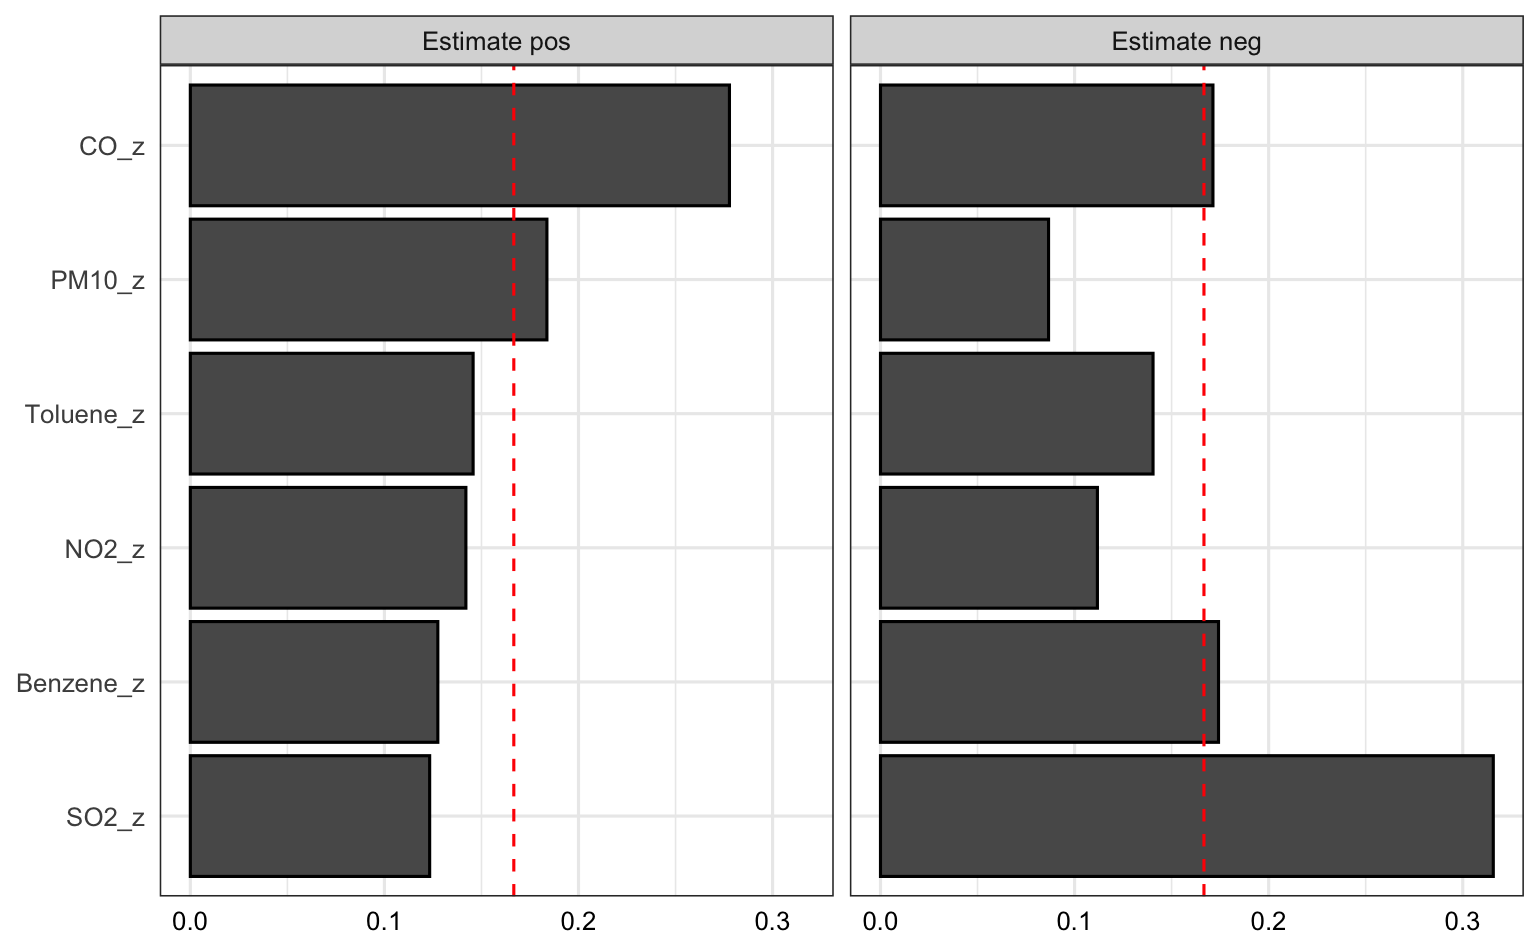 Estimate pos
Estimate neg
CO_z
PM10_z
Toluene_z
NO2_z
Benzene_z
SO2_z
0.0 0.1 0.2 0.3
0.0 0.1 0.2 0.3